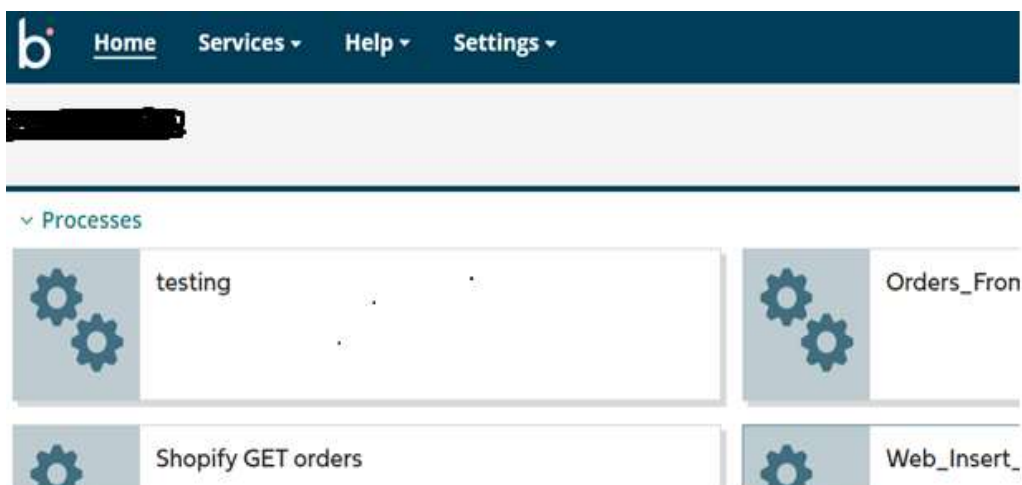 b
Home Services Help Settings
Processes
testing
Orders_Fron
Shopify GET orders
Web_Insert_